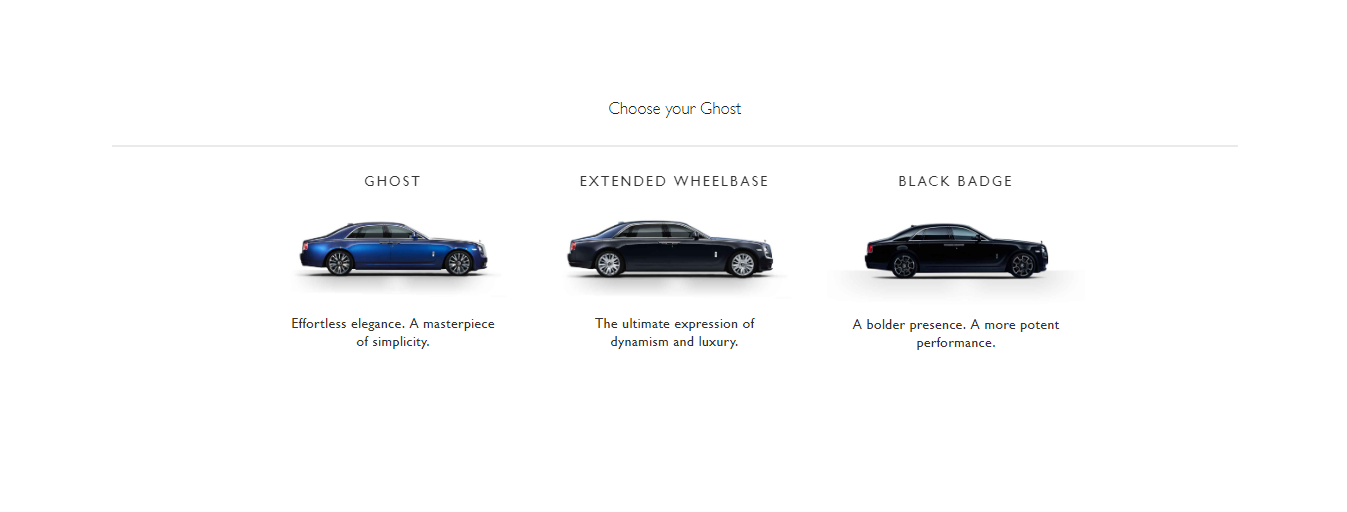 Choose your Ghost
GHOST
EXTENDED WHEELBASE
BLACK BADGE
Effortless elegance. A masterpiece
of simplicity.
The ultimate expression of
dynamism and luxury.
A bolder presence. A more potent
performance.